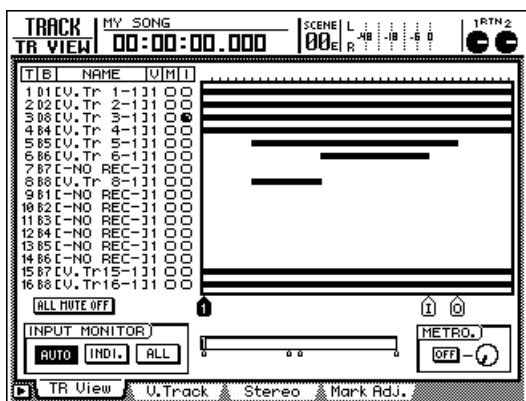 TRACK MY SONG SCENE L -48 -18 -6 0 1RTN2
TR VIEW 00:00:00.000 00E R
T B NAME V M I
1 D1[V.Tr 1-1]1
2 D2[V.Tr 2-1]1
3 D8[V.Tr 3-1]1
4 B4[V.Tr 4-1]1
5 B5[V.Tr 5-1]1
6 B6[V.Tr 6-1]1
7 B7[-NO REC-]1
8 B8[V.Tr 8-1]1
9 B1[-NO REC-]1
10 B2[-NO REC-]1
11 B3[-NO REC-]1
12 B4[-NO REC-]1
13 B5[-NO REC-]1
14 B6[-NO REC-]1
15 B7[V.Tr15-1]1
16 B8[V.Tr16-1]1
ALL MUTE OFF 1 I O
INPUT MONITOR METRO.
AUTO INDI. ALL OFF
TR View V.Track Stereo Mark Adj.